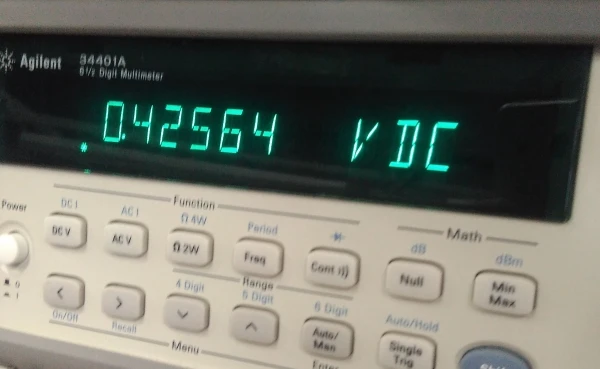 Agilent 34401A
6½ Digit Multimeter
0.42564 VDC
Function
Power
DC I AC I Ω 4W Period
DC V AC V Ω 2W Freq Cont
Math
dB dBm
Null Min Max
Range
4 Digit 5 Digit 6 Digit Auto/Hold
< > Auto/Man Single Trig
On/Off Recall
Menu
Enter